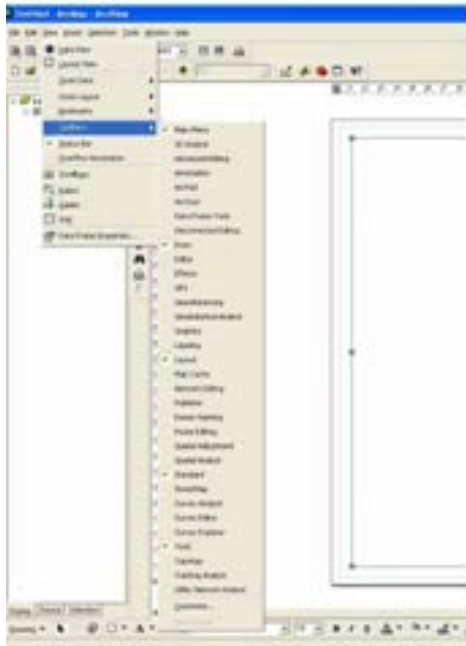 Untitled - ArcMap - ArcView
File Edit View Insert Selection Tools Window Help
Data View
Layout View
Zoom Data
Zoom Layout
Bookmarks
Toolbars
Status Bar
Overflow Annotation
Scrollbars
Rulers
Guides
Grid
Data Frame Properties...
Main Menu
3D Analyst
Advanced Editing
Annotation
ArcPad
ArcScan
Data Frame Tools
Disconnected Editing
Draw
Editor
Effects
GPS
Georeferencing
Geostatistical Analyst
Graphics
Labeling
Layout
Map Cache
Network Editing
Publisher
Raster Painting
Route Editing
Spatial Adjustment
Spatial Analyst
Standard
Survey Analyst
Survey Editor
Survey Explorer
Tools
Topology
Tracking Analyst
Utility Network Analyst
Customize...
Display Source Selection
Drawing